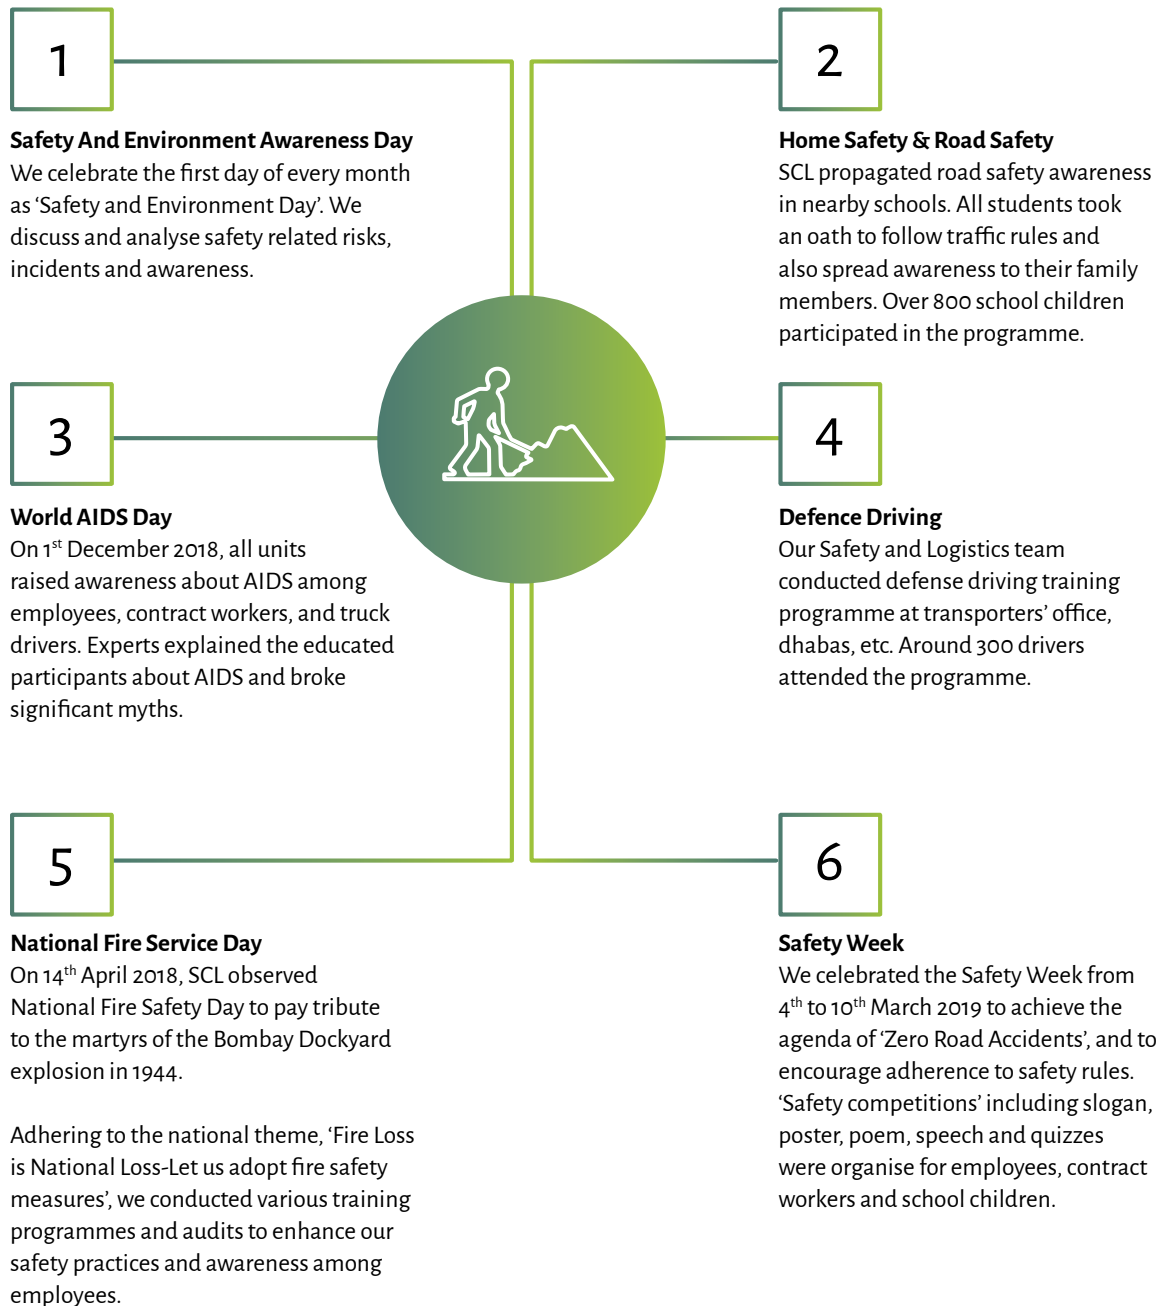 1
Safety And Environment Awareness Day
We celebrate the first day of every month
as ‘Safety and Environment Day’. We
discuss and analyse safety related risks,
incidents and awareness.
2
Home Safety & Road Safety
SCL propagated road safety awareness
in nearby schools. All students took
an oath to follow traffic rules and
also spread awareness to their family
members. Over 800 school children
participated in the programme.
3
World AIDS Day
On 1st December 2018, all units
raised awareness about AIDS among
employees, contract workers, and truck
drivers. Experts explained the educated
participants about AIDS and broke
significant myths.
4
Defence Driving
Our Safety and Logistics team
conducted defense driving training
programme at transporters’ office,
dhabas, etc. Around 300 drivers
attended the programme.
5
National Fire Service Day
On 14th April 2018, SCL observed
National Fire Safety Day to pay tribute
to the martyrs of the Bombay Dockyard
explosion in 1944.
Adhering to the national theme, ‘Fire Loss
is National Loss-Let us adopt fire safety
measures’, we conducted various training
programmes and audits to enhance our
safety practices and awareness among
employees.
6
Safety Week
We celebrated the Safety Week from
4th to 10th March 2019 to achieve the
agenda of ‘Zero Road Accidents’, and to
encourage adherence to safety rules.
‘Safety competitions’ including slogan,
poster, poem, speech and quizzes
were organise for employees, contract
workers and school children.